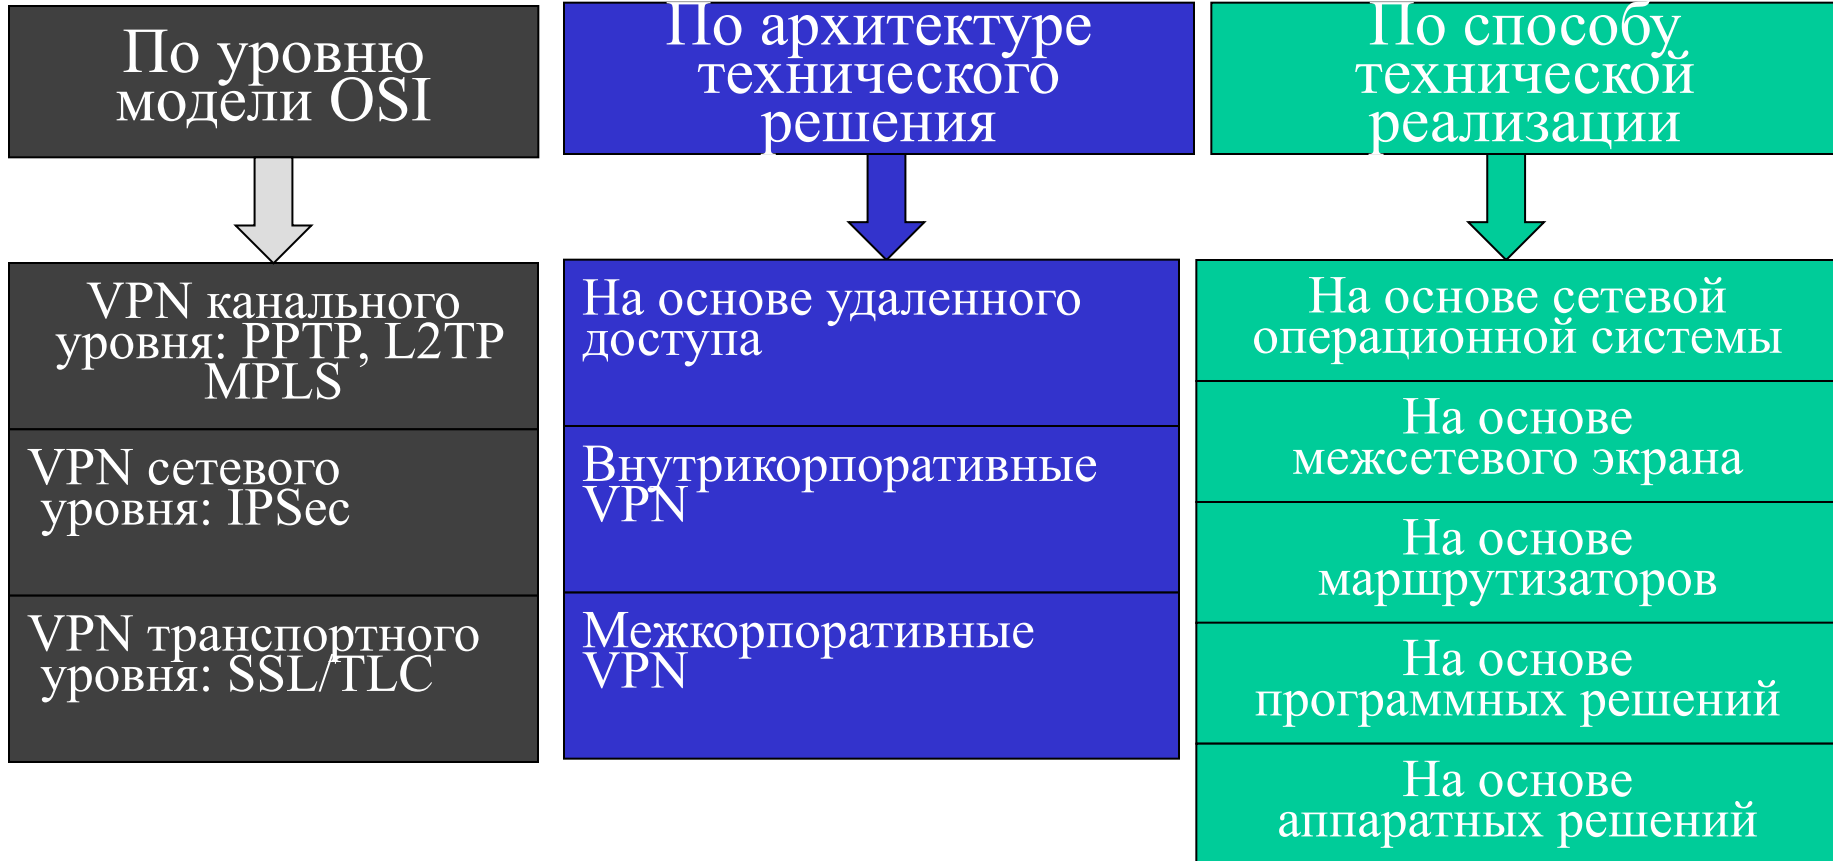 По уровню
модели OSI
VPN канального
уровня: PPTP, L2TP
MPLS
VPN сетевого
уровня: IPSec
VPN транспортного
уровня: SSL/TLC
По архитектуре
технического
решения
На основе удаленного
доступа
Внутрикорпоративные
VPN
Межкорпоративные
VPN
По способу
технической
реализации
На основе сетевой
операционной системы
На основе
межсетевого экрана
На основе
маршрутизаторов
На основе
программных решений
На основе
аппаратных решений